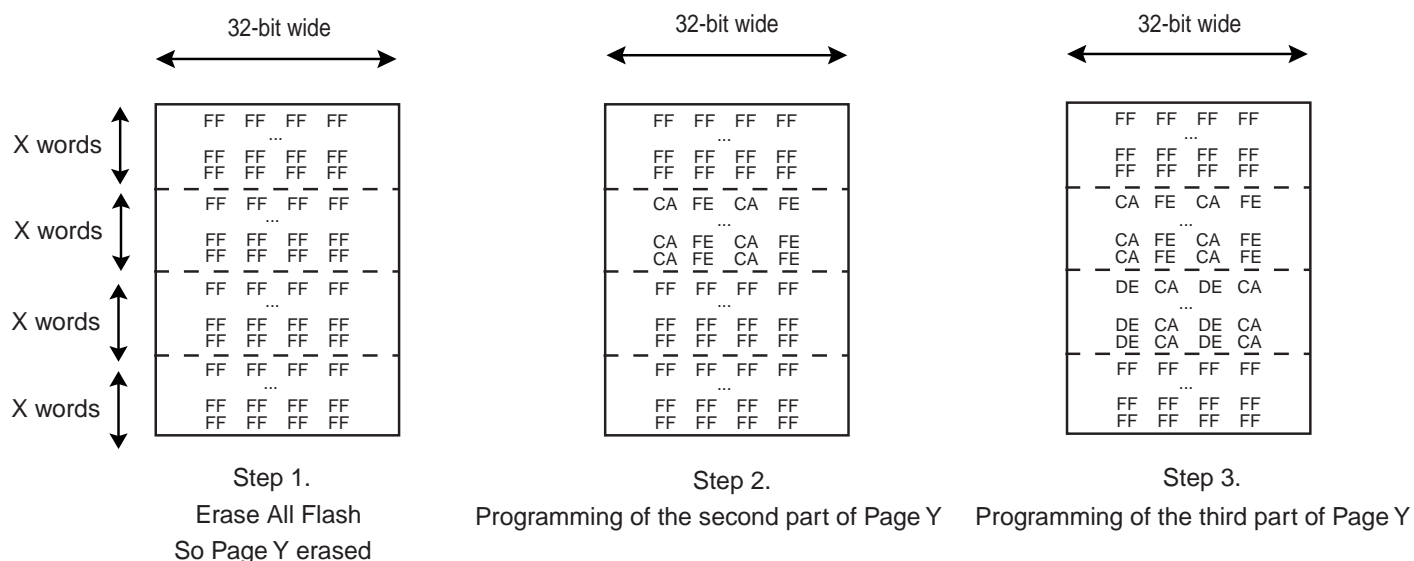 32-bit wide
32-bit wide
32-bit wide
X words
X words
X words
X words
FF FF FF FF
...
FF FF FF FF
FF FF FF FF
FF FF FF FF
...
FF FF FF FF
FF FF FF FF
FF FF FF FF
...
FF FF FF FF
FF FF FF FF
FF FF FF FF
...
FF FF FF FF
FF FF FF FF
Step 1.
Erase All Flash
So Page Y erased
FF FF FF FF
...
FF FF FF FF
FF FF FF FF
CA FE CA FE
...
CA FE CA FE
CA FE CA FE
FF FF FF FF
...
FF FF FF FF
FF FF FF FF
FF FF FF FF
...
FF FF FF FF
FF FF FF FF
Step 2.
Programming of the second part of Page Y
FF FF FF FF
...
FF FF FF FF
FF FF FF FF
CA FE CA FE
...
CA FE CA FE
CA FE CA FE
DE CA DE CA
...
DE CA DE CA
DE CA DE CA
FF FF FF FF
...
FF FF FF FF
FF FF FF FF
Step 3.
Programming of the third part of Page Y